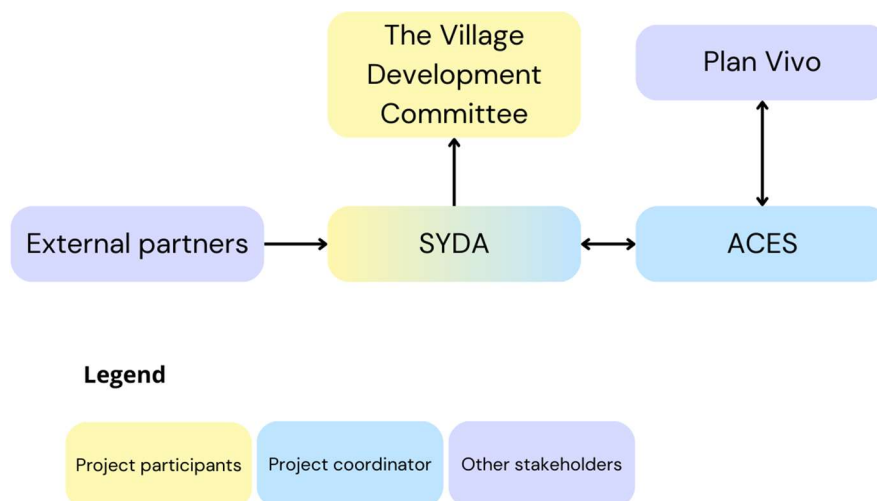 The Village
Development
Committee
Plan Vivo
External partners
SYDA
ACES
Legend
Project participants
Project coordinator
Other stakeholders